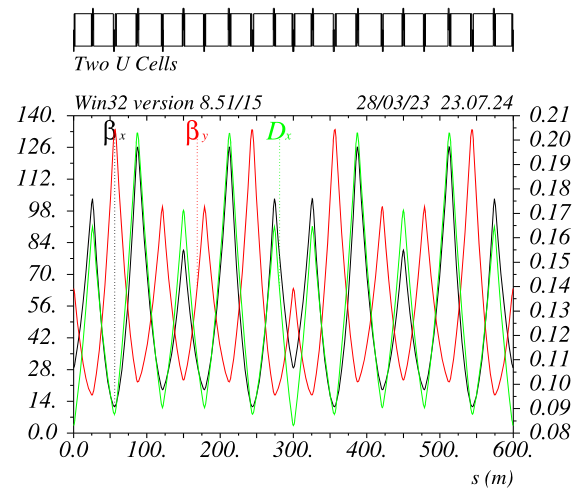 Two U Cells
Win32 version 8.51/15 28/03/23 23.07.24
140. βx βy Dx 0.21
126. 0.20
0.19
112. 0.18
98. 0.17
0.16
84. 0.15
70. 0.14
56. 0.13
0.12
42. 0.11
28. 0.10
14. 0.09
0.0 0.08
0.0 100. 200. 300. 400. 500. 600.
s (m)